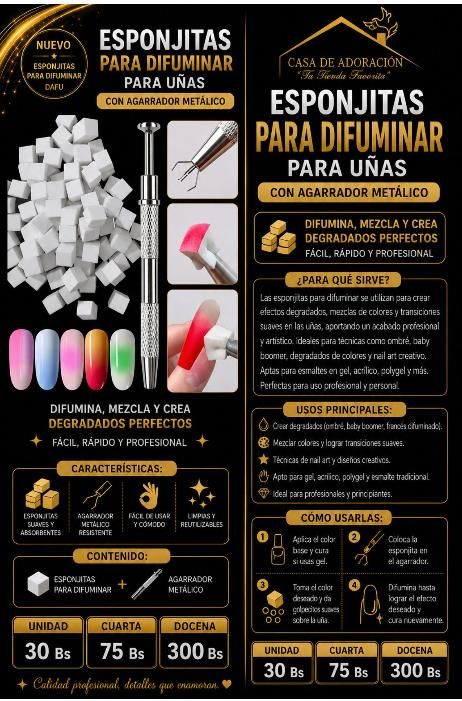 NUEVO
ESPONJITAS
PARA DIFUMINAR
DAFU
ESPONJITAS
PARA DIFUMINAR
PARA UÑAS
CON AGARRADOR METÁLICO
DIFUMINA, MEZCLA Y CREA
DEGRADADOS PERFECTOS
FÁCIL, RÁPIDO Y PROFESIONAL
CARACTERÍSTICAS:
ESPONJITAS
SUAVES Y
ABSORBENTES
AGARRADOR
METÁLICO
RESISTENTE
FÁCIL DE USAR
Y CÓMODO
LIMPIAS Y
REUTILIZABLES
CONTENIDO:
ESPONJITAS
PARA DIFUMINAR
+
AGARRADOR
METÁLICO
UNIDAD
30 Bs
CUARTA
75 Bs
DOCENA
300 Bs
Calidad profesional, detalles que enamoran.
CASA DE ADORACIÓN
"Tu Tienda Favorita"
ESPONJITAS
PARA DIFUMINAR
PARA UÑAS
CON AGARRADOR METÁLICO
DIFUMINA, MEZCLA Y CREA
DEGRADADOS PERFECTOS
FÁCIL, RÁPIDO Y PROFESIONAL
¿PARA QUÉ SIRVE?
Las esponjitas para difuminar se utilizan para crear
efectos degradados, mezclas de colores y transiciones
suaves en las uñas, aportando un acabado profesional
y artístico. Ideales para técnicas como ombré, baby
boomer, degradados de colores y nail art creativo.
Aptas para esmaltes en gel, acrílico, polygel y más.
Perfectas para uso profesional y personal.
USOS PRINCIPALES:
Crear degradados (ombré, baby boomer, francés difuminado).
Mezclar colores y lograr transiciones suaves.
Técnicas de nail art y diseños creativos.
Apto para gel, acrílico, polygel y esmalte tradicional.
Ideal para profesionales y principiantes.
CÓMO USARLAS:
1
Aplica el color
base y cura
si usas gel.
2
Coloca la
esponjita en
el agarrador.
3
Toma el color
deseado y da
golpecitos suaves
sobre la uña.
4
Difumina hasta
lograr el efecto
deseado y
cura nuevamente.
UNIDAD
30 Bs
CUARTA
75 Bs
DOCENA
300 Bs